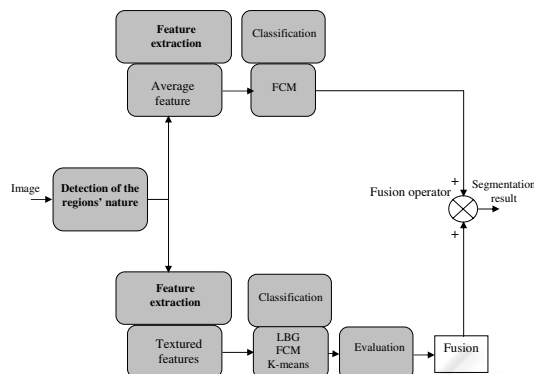 Feature
extraction
Classification
Average
feature
FCM
Image
Detection of the
regions' nature
Fusion operator
+
Segmentation
result
+
Feature
extraction
Classification
Textured
features
LBG
FCM
K-means
Evaluation
Fusion